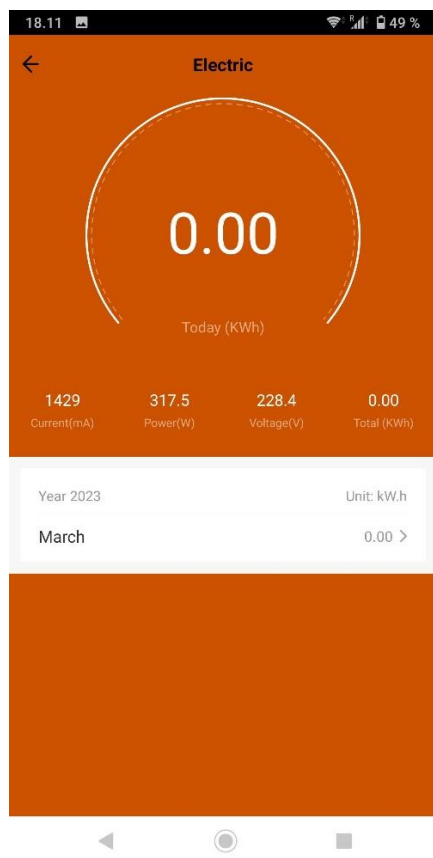 18.11 R 49 %
Electric
0.00
Today (KWh)
1429 317.5 228.4 0.00
Current(mA) Power(W) Voltage(V) Total (KWh)
Year 2023 Unit: kW.h
March 0.00